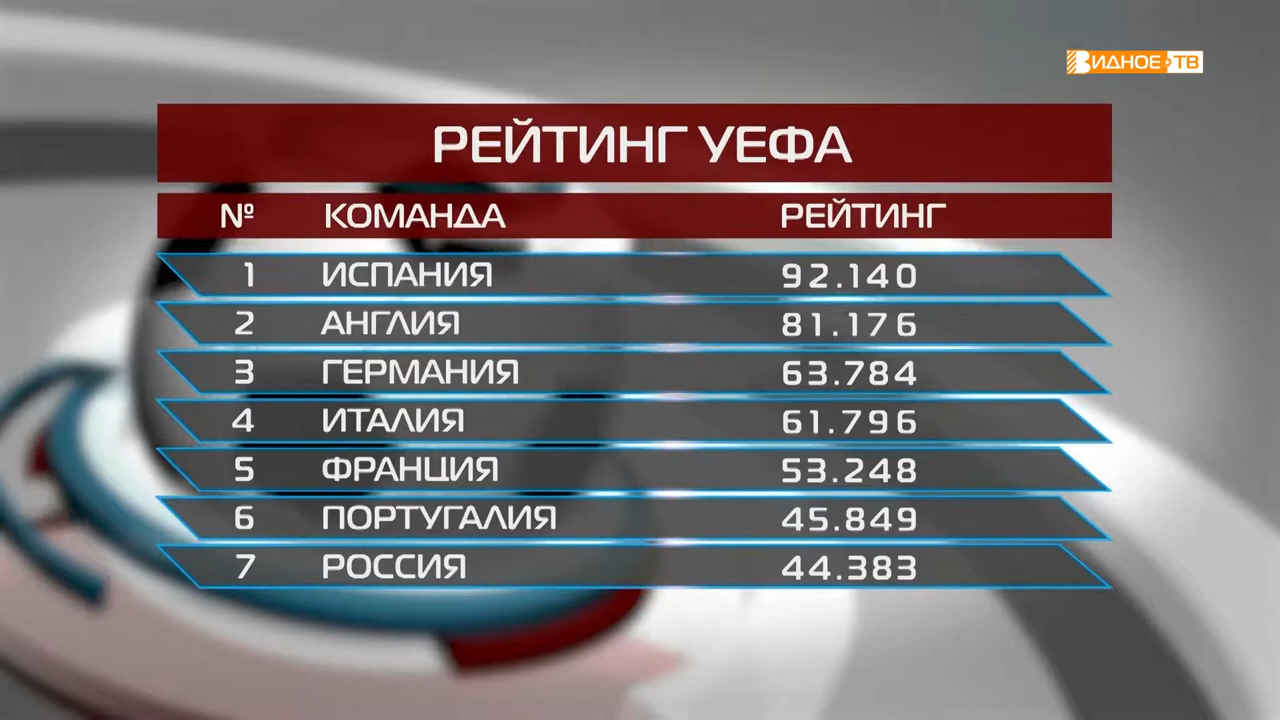 ВИДНОЕ-ТВ
РЕЙТИНГ УЕФА
№ КОМАНДА РЕЙТИНГ
1 ИСПАНИЯ 92.140
2 АНГЛИЯ 81.176
3 ГЕРМАНИЯ 63.784
4 ИТАЛИЯ 61.796
5 ФРАНЦИЯ 53.248
6 ПОРТУГАЛИЯ 45.849
7 РОССИЯ 44.383